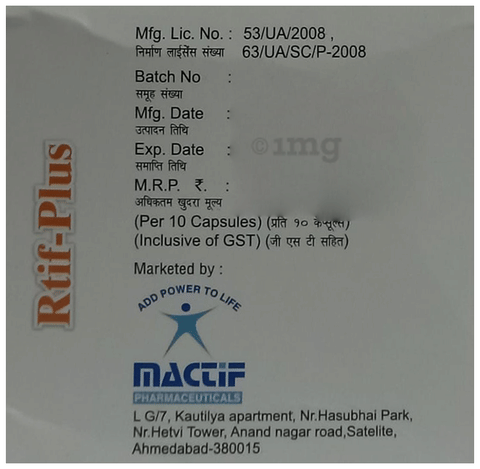 Mfg. Lic. No. : 53/UA/2008 ,
निर्माण लाईसेंस संख्या 63/UA/SC/P-2008
Batch No :
समूह संख्या
Mfg. Date :
उत्पादन तिथि
Exp. Date :
समाप्ति तिथि
©1mg
M.R.P. ₹. :
अधिकतम खुदरा मूल्य
(Per 10 Capsules) (प्रति १० केप्सूल्स)
(Inclusive of GST) (जी एस टी सहित)
Rtif-Plus
Marketed by :
ADD POWER TO LIFE
MACTIF
PHARMACEUTICALS
L G/7, Kautilya apartment, Nr.Hasubhai Park,
Nr.Hetvi Tower, Anand nagar road,Satelite,
Ahmedabad-380015